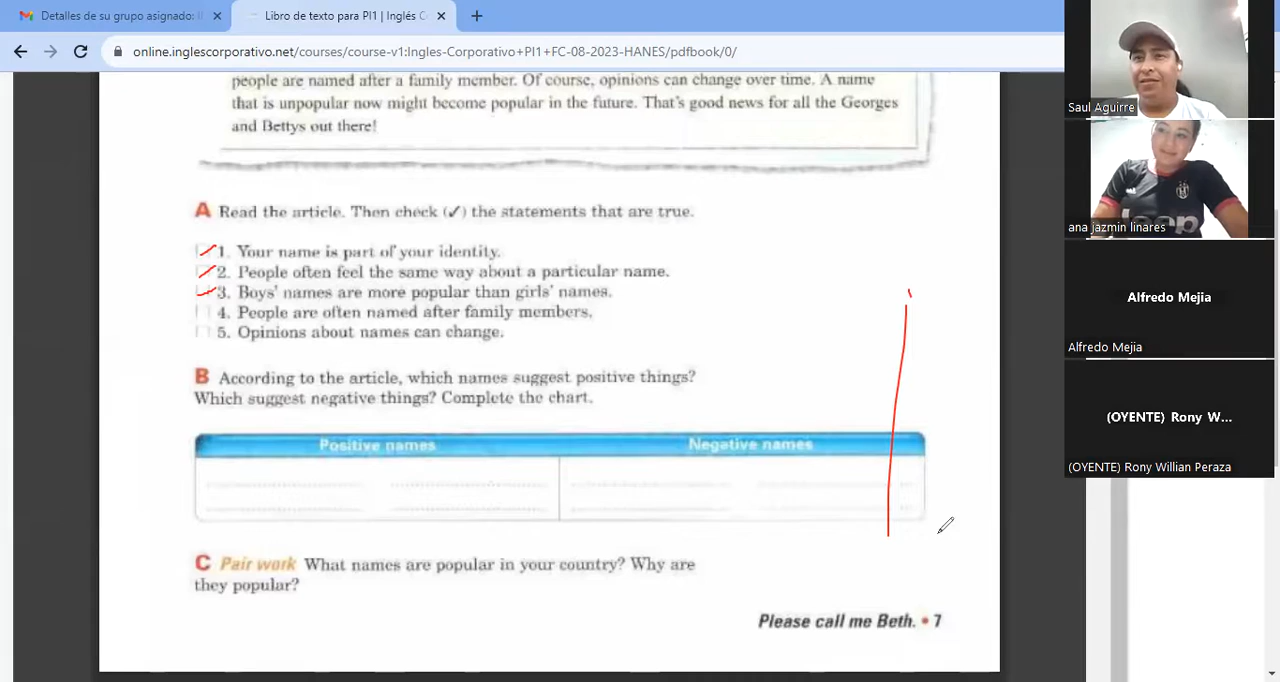 Detalles de su grupo asignado: I
Libro de texto para PI1 | Inglés C
online.inglescorporativo.net/courses/course-v1:Ingles-Corporativo+PI1+FC-08-2023-HANES/pdfbook/0/
people are named after a family member. Of course, opinions can change over time. A name
that is unpopular now might become popular in the future. That's good news for all the Georges
and Bettys out there!
A Read the article. Then check (✓) the statements that are true.
1. Your name is part of your identity.
2. People often feel the same way about a particular name.
3. Boys' names are more popular than girls' names.
4. People are often named after family members.
5. Opinions about names can change.
B According to the article, which names suggest positive things?
Which suggest negative things? Complete the chart.
Positive names Negative names
C Pair work What names are popular in your country? Why are
they popular?
Please call me Beth. • 7
Saul Aguirre
Jeep
ana jazmin linares
Alfredo Mejia
Alfredo Mejia
(OYENTE) Rony W...
(OYENTE) Rony Willian Peraza